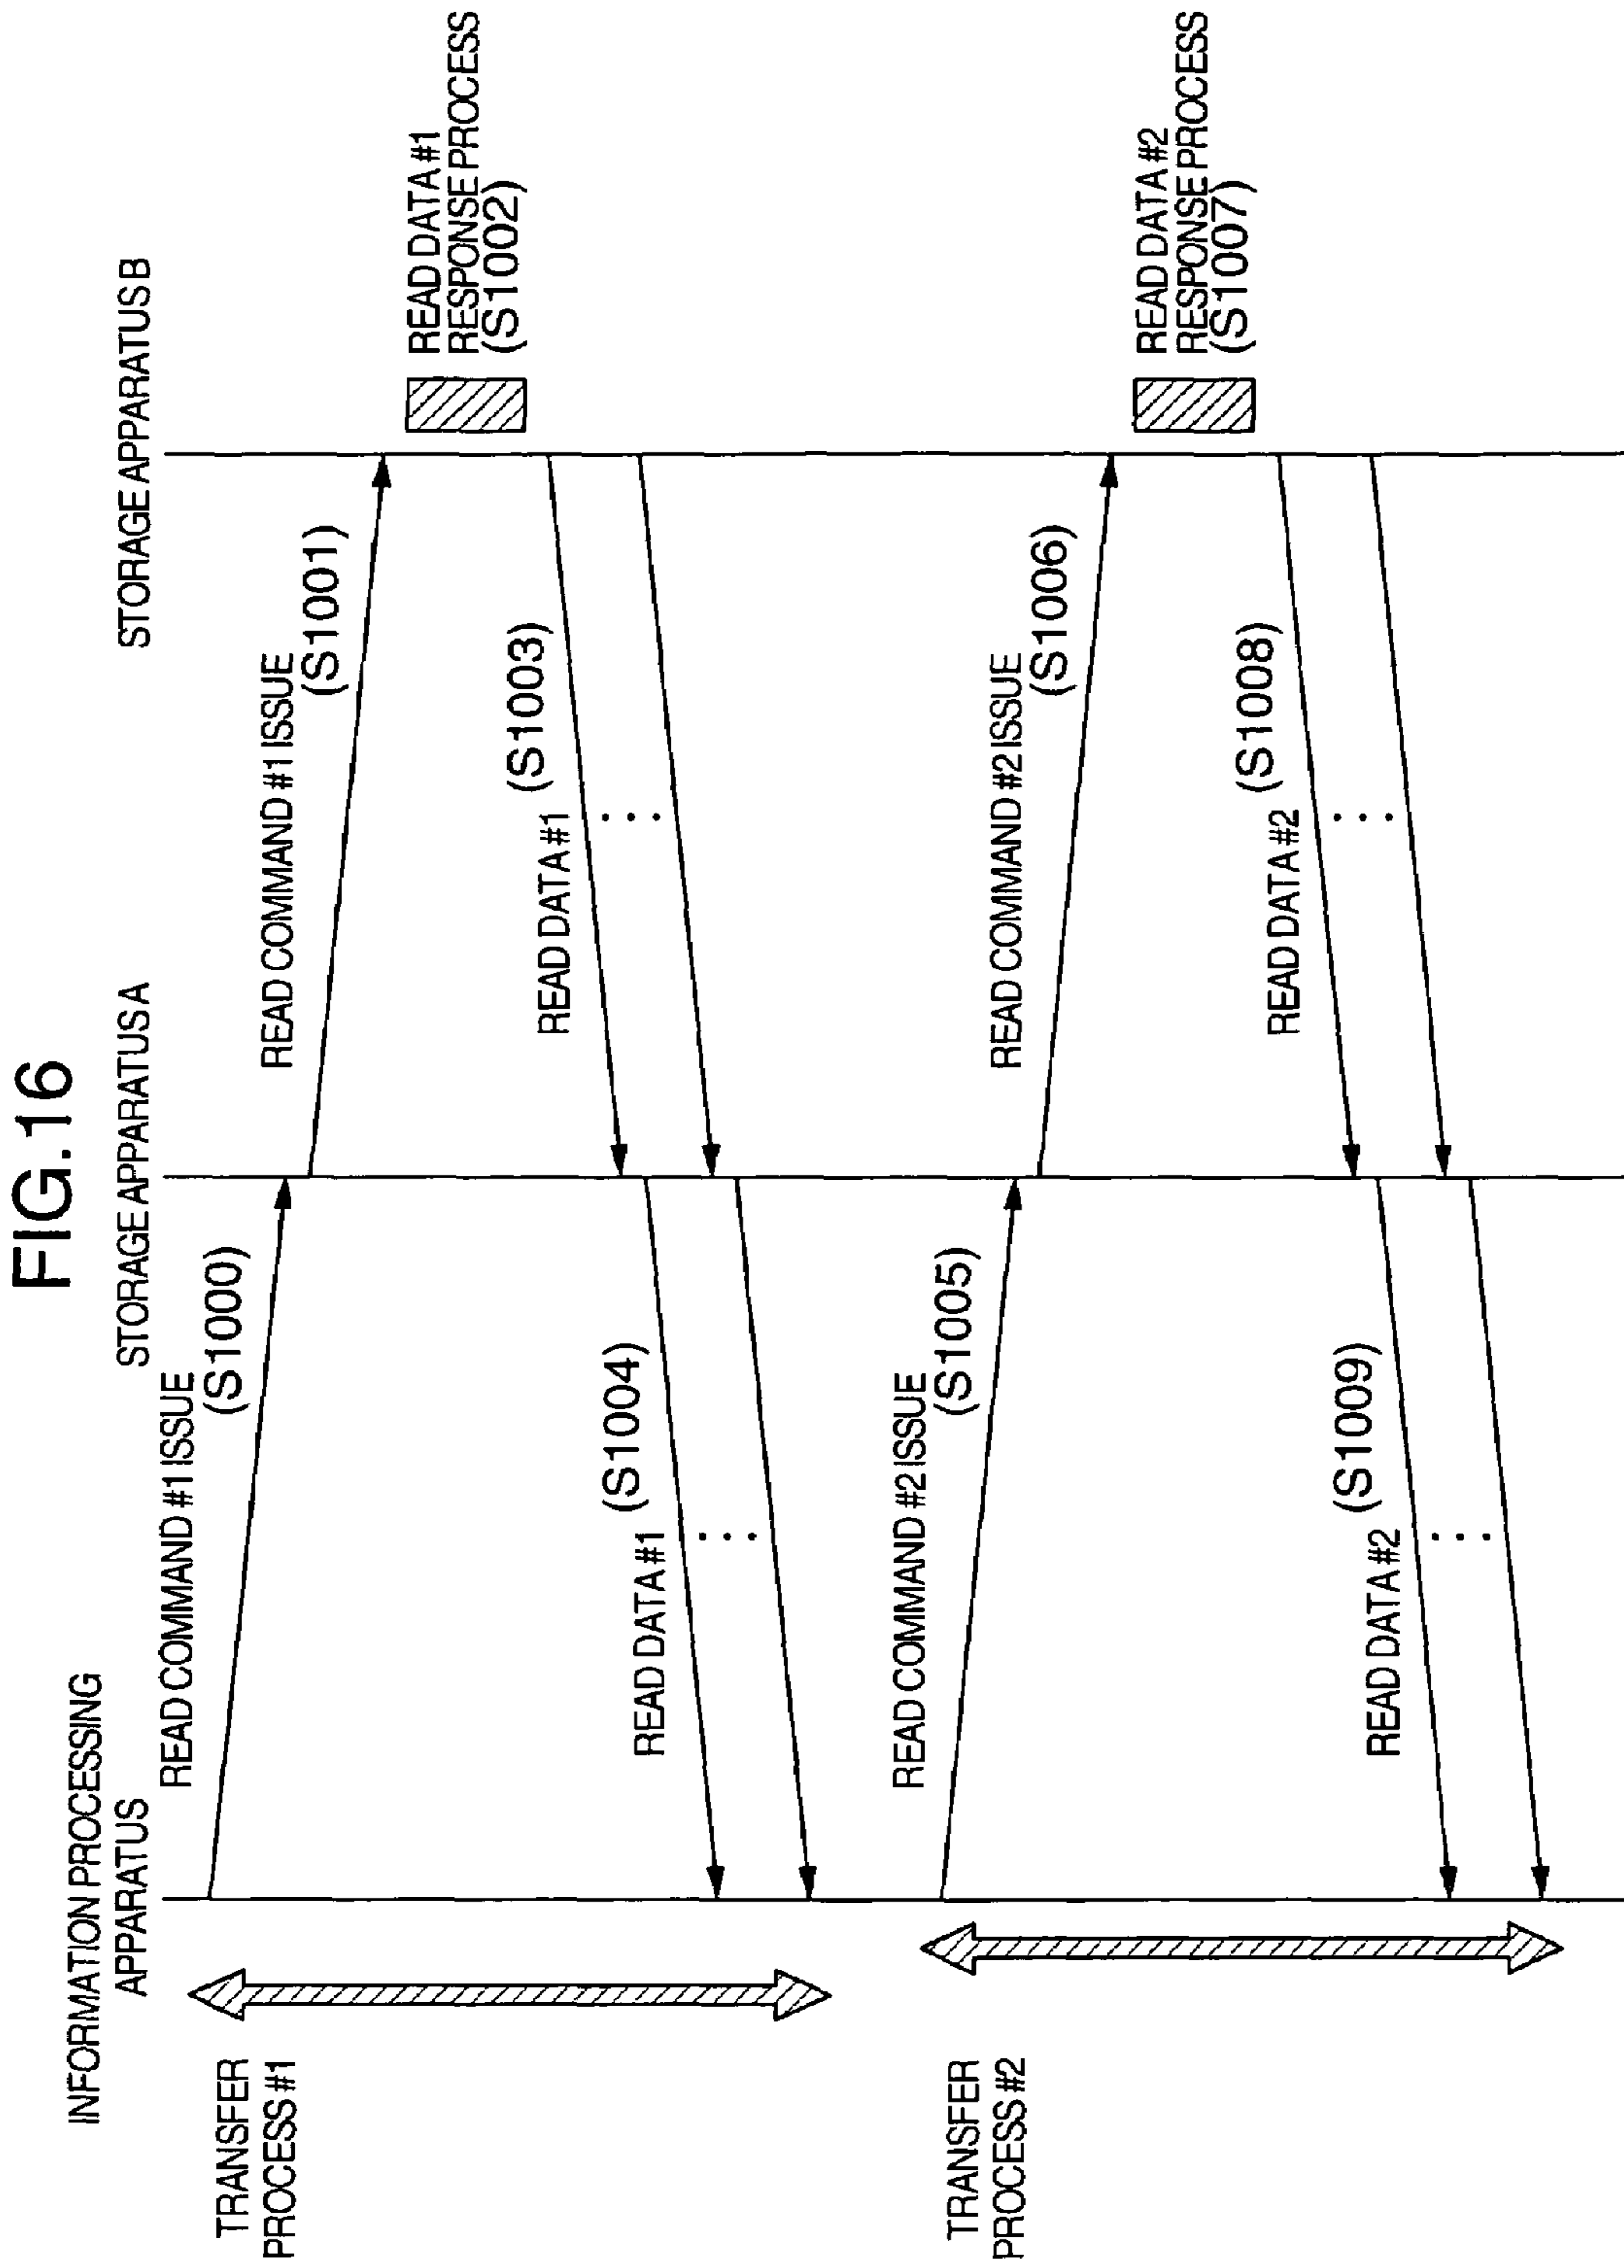 FIG.16
INFORMATION PROCESSING
APPARATUS
STORAGE APPARATUS A
STORAGE APPARATUS B
TRANSFER
PROCESS #1
READ COMMAND #1 ISSUE
(S1000)
READ COMMAND #1 ISSUE
(S1001)
READ DATA #1
RESPONSE PROCESS
(S1002)
READ DATA #1
(S1003)
. . .
READ DATA #1
(S1004)
. . .
TRANSFER
PROCESS #2
READ COMMAND #2 ISSUE
(S1005)
READ COMMAND #2 ISSUE
(S1006)
READ DATA #2
RESPONSE PROCESS
(S1007)
READ DATA #2
(S1008)
. . .
READ DATA #2
(S1009)
. . .